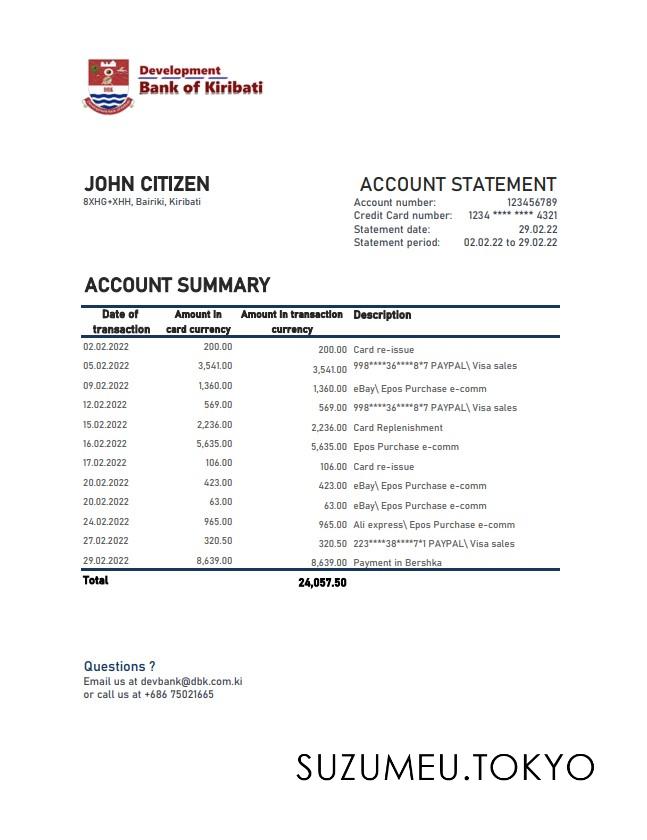 Development
Bank of Kiribati
DBK
JOHN CITIZEN
8XHG+XHH, Bairiki, Kiribati
ACCOUNT STATEMENT
Account number: 123456789
Credit Card number: 1234 **** **** 4321
Statement date: 29.02.22
Statement period: 02.02.22 to 29.02.22
ACCOUNT SUMMARY
Date of transaction Amount in card currency Amount in transaction currency Description
02.02.2022 200.00 200.00 Card re-issue
05.02.2022 3,541.00 3,541.00 998****36****8*7 PAYPAL\ Visa sales
09.02.2022 1,360.00 1,360.00 eBay\ Epos Purchase e-comm
12.02.2022 569.00 569.00 998****36****8*7 PAYPAL\ Visa sales
15.02.2022 2,236.00 2,236.00 Card Replenishment
16.02.2022 5,635.00 5,635.00 Epos Purchase e-comm
17.02.2022 106.00 106.00 Card re-issue
20.02.2022 423.00 423.00 eBay\ Epos Purchase e-comm
20.02.2022 63.00 63.00 eBay\ Epos Purchase e-comm
24.02.2022 965.00 965.00 Ali express\ Epos Purchase e-comm
27.02.2022 320.50 320.50 223****38****7*1 PAYPAL\ Visa sales
29.02.2022 8,639.00 8,639.00 Payment in Bershka
Total 24,057.50
Questions ?
Email us at devbank@dbk.com.ki
or call us at +686 75021665
SUZUMEU.TOKYO